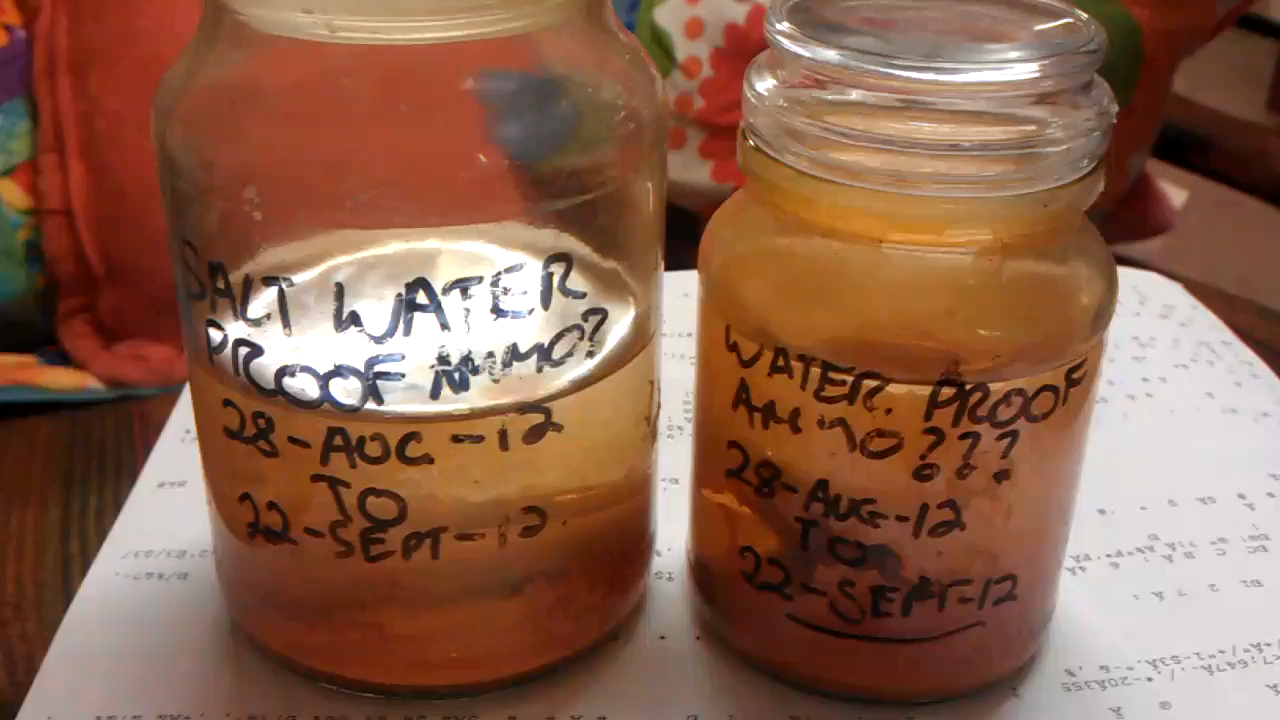 SALT WATER
PROOF AMMO?
28-AUG-12
TO
22-SEPT-12.
WATER PROOF
AMMO???
28-AUG-12
TO
22-SEPT-12